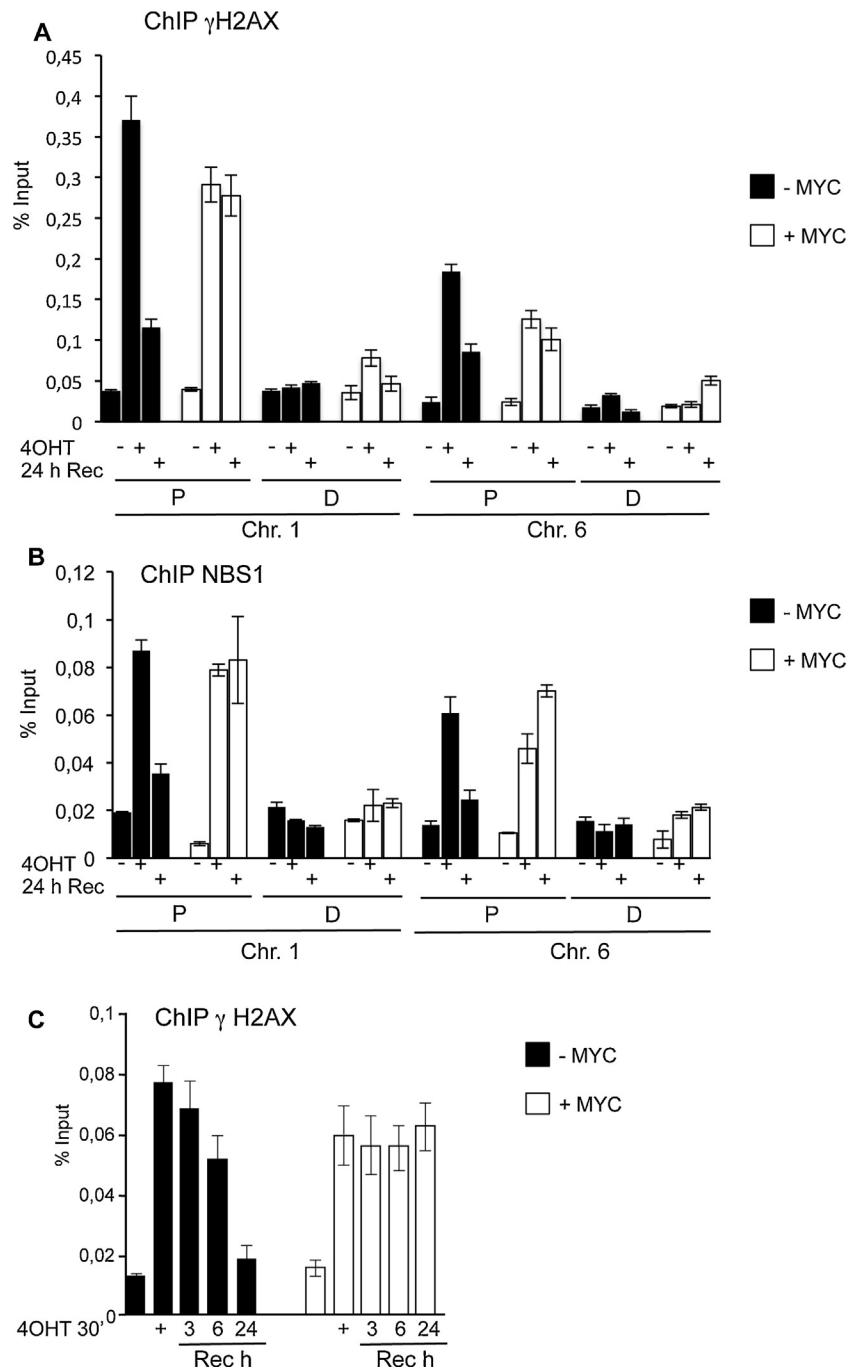 A
ChIP γH2AX
0,45
0,4
0,35
0,3
0,25
0,2
0,15
0,1
0,05
0
% Input
- MYC
+ MYC
4OHT - + - + - + - + - + - + - + - +
24 h Rec + + + + + + + +
P D P D
Chr. 1 Chr. 6
B
ChIP NBS1
0,12
0,1
0,08
0,06
0,04
0,02
0
% Input
- MYC
+ MYC
4OHT - + - + - + - + - + - + - + - +
24 h Rec + + + + + + + +
P D P D
Chr. 1 Chr. 6
C
ChIP γ H2AX
0,1
0,08
0,06
0,04
0,02
0
% Input
- MYC
+ MYC
4OHT 30' + 3 6 24 + 3 6 24
Rec h Rec h